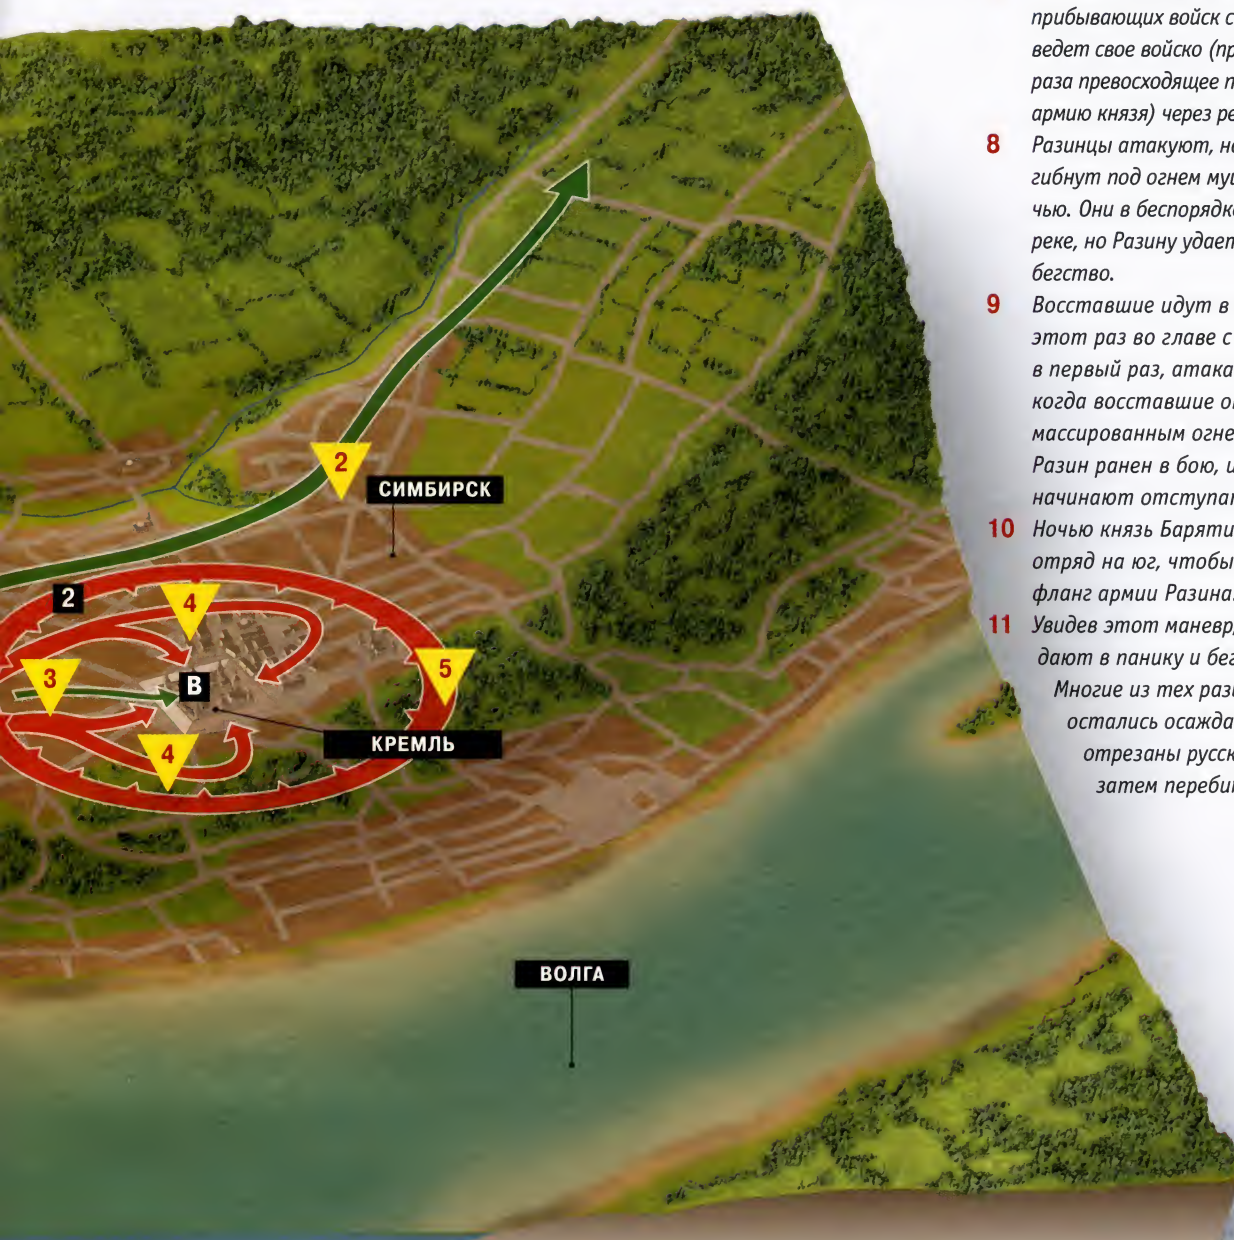 прибывающих войск с
ведет свое войско (пр
раза превосходящее п
армию князя) через ре
8 Разинцы атакуют, но
гибнут под огнем му
чью. Они в беспорядк
реке, но Разину удает
бегство.
9 Восставшие идут в
этот раз во главе с
в первый раз, атака
когда восставшие о
массированным огне
Разин ранен в бою, и
начинают отступат
10 Ночью князь Баряти
отряд на юг, чтобы
фланг армии Разина.
11 Увидев этот маневр,
дают в панику и бег
Многие из тех рази
остались осажда
отрезаны русск
затем переби
2
СИМБИРСК
2
4
3
B
5
4
КРЕМЛЬ
ВОЛГА